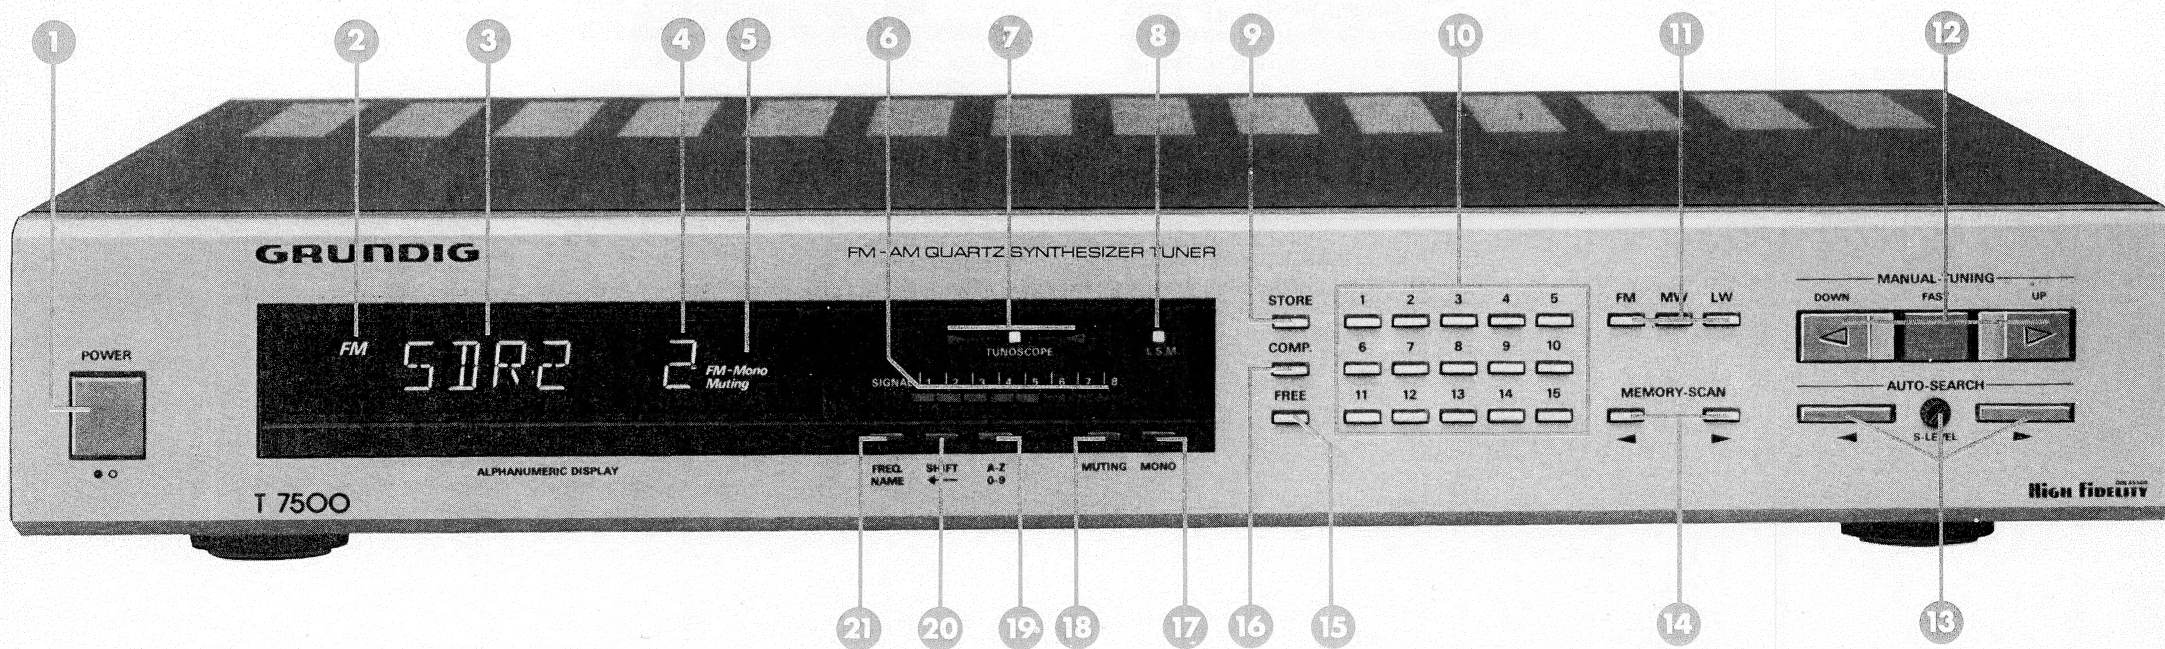 1 2 3 4 5 6 7 8 9 10 11 12
GRUNDIG
FM-AM QUARTZ SYNTHESIZER TUNER
MANUAL-TUNING
DOWN FAST UP
STORE 1 2 3 4 5 FM MW LW
FM SDR2 2 FM-Mono
Muting
TUNOSCOPE L.S.M.
POWER
COMP. 6 7 8 9 10
SIGNAL 1 2 3 4 5 6 7 8
FREE 11 12 13 14 15
MEMORY-SCAN
AUTO-SEARCH
S-LEVEL
ALPHANUMERIC DISPLAY
FREQ. SHIFT A-Z MUTING MONO
NAME ← 0-9
T 7500
HIGH FIDELITY
21 20 19 18 17 16 15 14 13